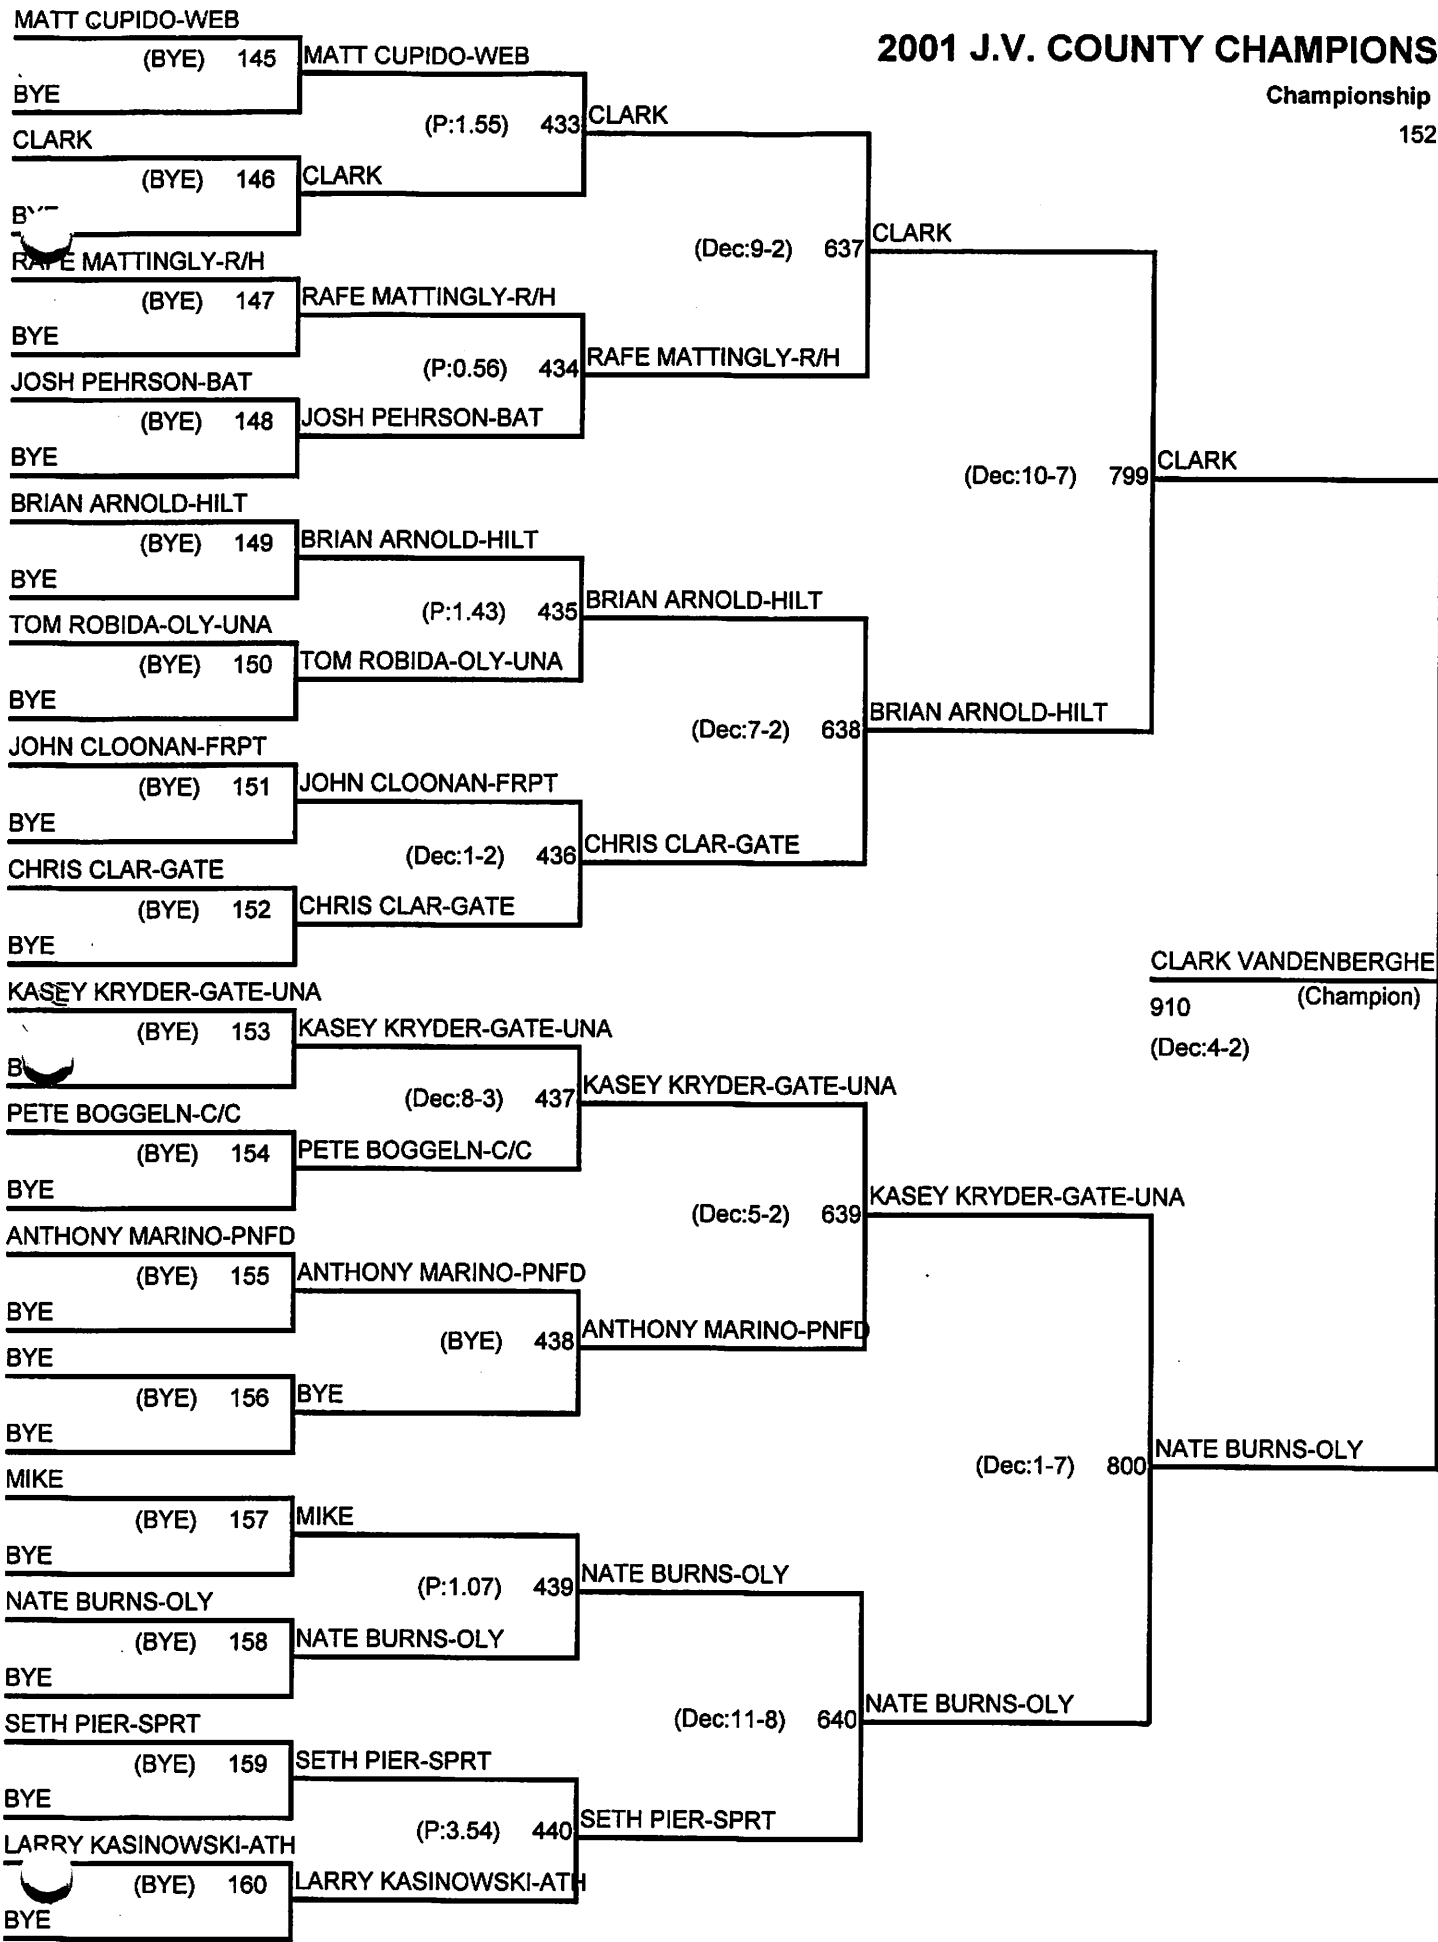 2001 J.V. COUNTY CHAMPIONS
Championship
152
MATT CUPIDO-WEB
(BYE) 145
BYE
CLARK
(BYE) 146
RAFE MATTINGLY-R/H
(BYE) 147
BYE
JOSH PEHRSON-BAT
(BYE) 148
BYE
BRIAN ARNOLD-HILT
(BYE) 149
BYE
TOM ROBIDA-OLY-UNA
(BYE) 150
BYE
JOHN CLOONAN-FRPT
(BYE) 151
BYE
CHRIS CLAR-GATE
(BYE) 152
BYE
KASEY KRYDER-GATE-UNA
(BYE) 153
PETE BOGGELN-C/C
(BYE) 154
BYE
ANTHONY MARINO-PNFD
(BYE) 155
BYE
BYE
(BYE) 156
BYE
MIKE
(BYE) 157
BYE
NATE BURNS-OLY
(BYE) 158
BYE
SETH PIER-SPRT
(BYE) 159
BYE
LARRY KASINOWSKI-ATH
(BYE) 160
BYE
MATT CUPIDO-WEB
(P:1.55) 433
CLARK
RAFE MATTINGLY-R/H
(P:0.56) 434
JOSH PEHRSON-BAT
BRIAN ARNOLD-HILT
(P:1.43) 435
TOM ROBIDA-OLY-UNA
JOHN CLOONAN-FRPT
(Dec:1-2) 436
CHRIS CLAR-GATE
KASEY KRYDER-GATE-UNA
(Dec:8-3) 437
PETE BOGGELN-C/C
ANTHONY MARINO-PNFD
(BYE) 438
BYE
MIKE
(P:1.07) 439
NATE BURNS-OLY
SETH PIER-SPRT
(P:3.54) 440
LARRY KASINOWSKI-ATH
CLARK
(Dec:9-2) 637
RAFE MATTINGLY-R/H
BRIAN ARNOLD-HILT
(Dec:7-2) 638
CHRIS CLAR-GATE
KASEY KRYDER-GATE-UNA
(Dec:5-2) 639
ANTHONY MARINO-PNFD
NATE BURNS-OLY
(Dec:11-8) 640
SETH PIER-SPRT
CLARK
(Dec:10-7) 799
BRIAN ARNOLD-HILT
KASEY KRYDER-GATE-UNA
(Dec:1-7) 800
NATE BURNS-OLY
CLARK
CLARK VANDENBERGHE
910 (Champion)
(Dec:4-2)
NATE BURNS-OLY